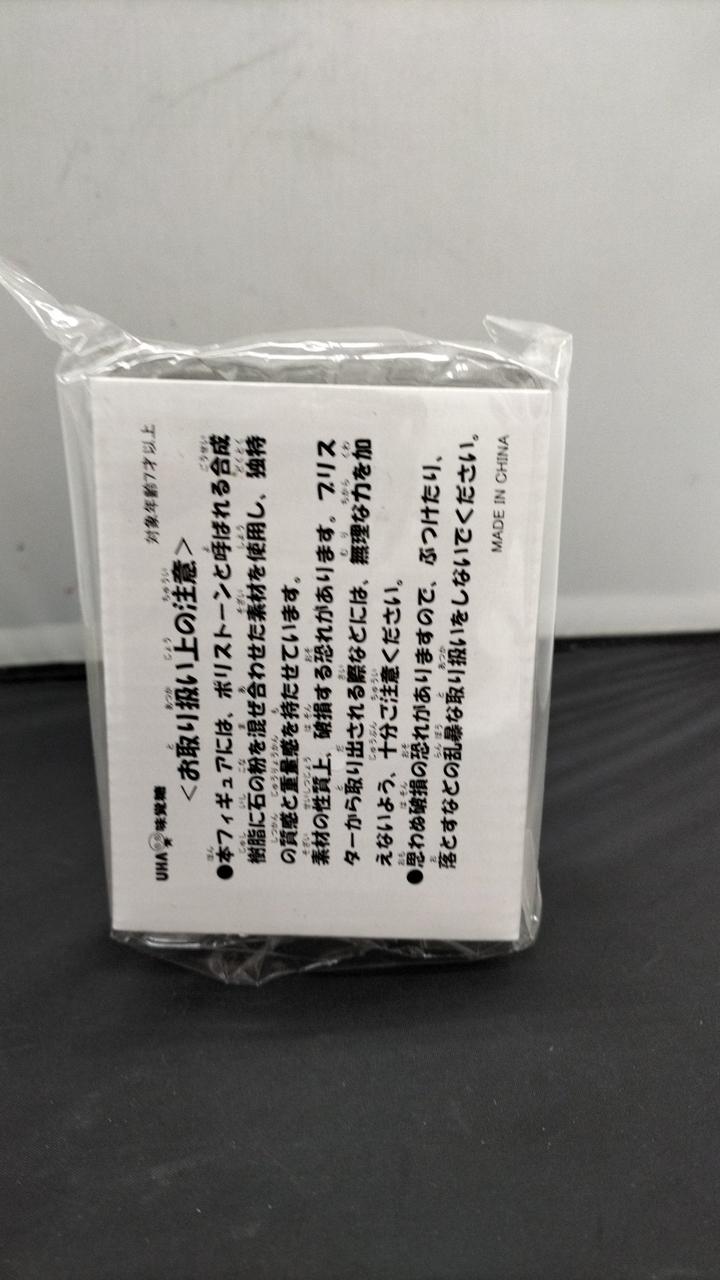 UHA味覚糖
対象年齢7才以上
＜お取り扱い上の注意＞
●本フィギュアには、ポリストーンと呼ばれる合成
樹脂に石の粉を混ぜ合わせた素材を使用し、独特
の質感と重量感を持たせています。
素材の性質上、破損する恐れがあります。ブリス
ターから取り出される際などには、無理な力を加
えないよう、十分ご注意ください。
●思わぬ破損の恐れがありますので、ぶつけたり、
落とすなどの乱暴な取り扱いをしないでください。
MADE IN CHINA